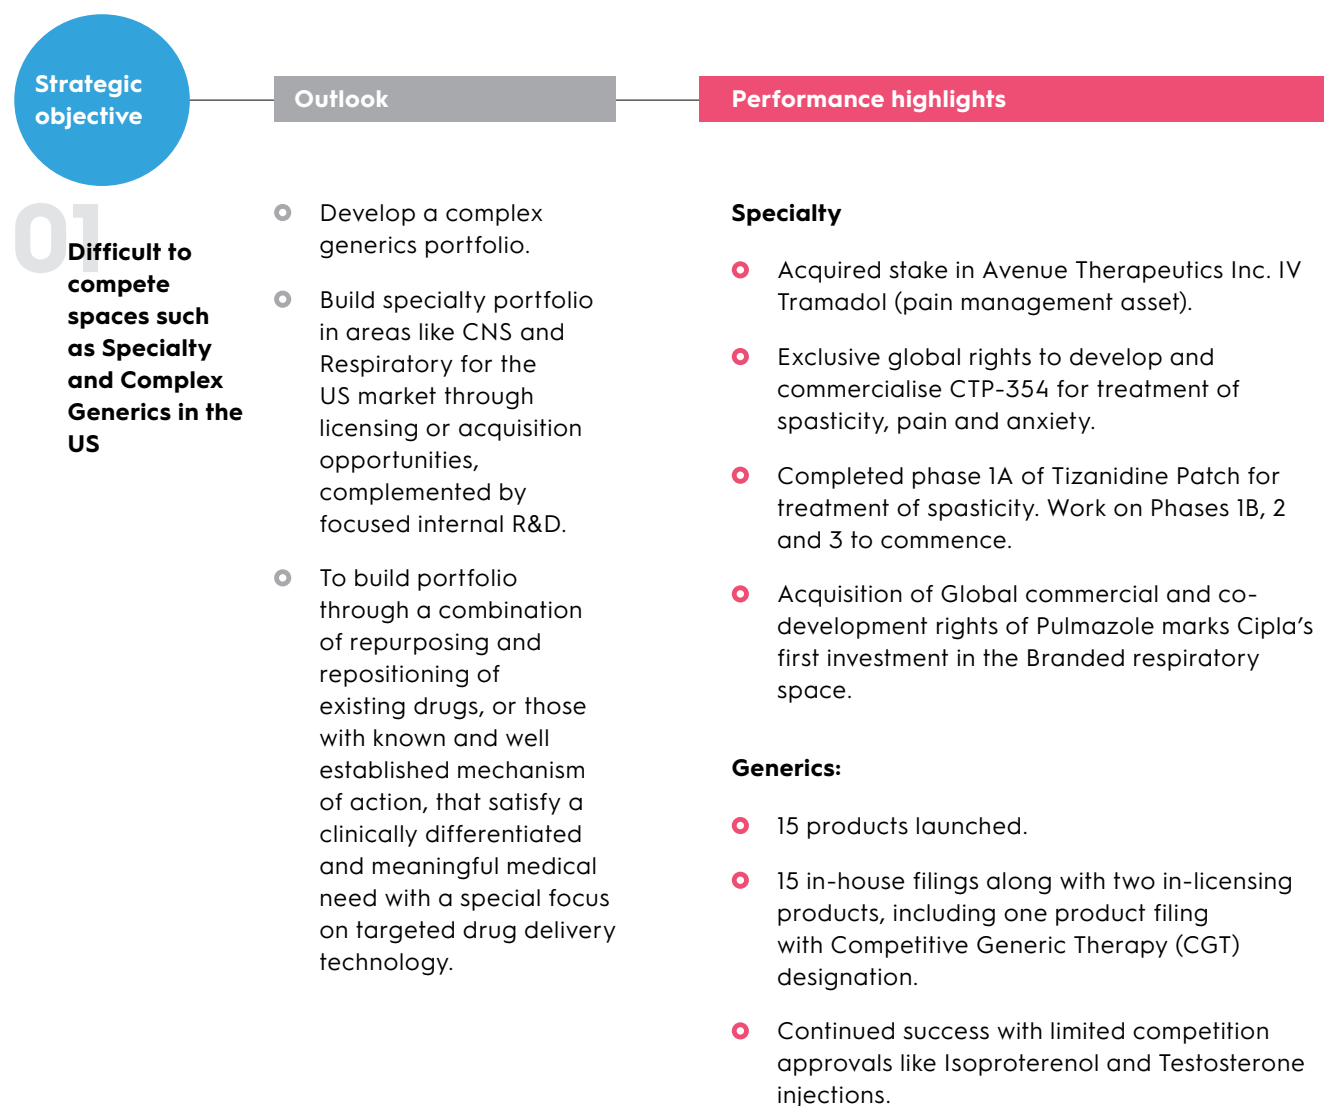 Strategic
objective
Outlook
Performance highlights
01
Difficult to
compete
spaces such
as Specialty
and Complex
Generics in the
US
Develop a complex
generics portfolio.
Build specialty portfolio
in areas like CNS and
Respiratory for the
US market through
licensing or acquisition
opportunities,
complemented by
focused internal R&D.
To build portfolio
through a combination
of repurposing and
repositioning of
existing drugs, or those
with known and well
established mechanism
of action, that satisfy a
clinically differentiated
and meaningful medical
need with a special focus
on targeted drug delivery
technology.
Specialty
Acquired stake in Avenue Therapeutics Inc. IV
Tramadol (pain management asset).
Exclusive global rights to develop and
commercialise CTP-354 for treatment of
spasticity, pain and anxiety.
Completed phase 1A of Tizanidine Patch for
treatment of spasticity. Work on Phases 1B, 2
and 3 to commence.
Acquisition of Global commercial and co-
development rights of Pulmazole marks Cipla's
first investment in the Branded respiratory
space.
Generics:
15 products launched.
15 in-house filings along with two in-licensing
products, including one product filing
with Competitive Generic Therapy (CGT)
designation.
Continued success with limited competition
approvals like Isoproterenol and Testosterone
injections.